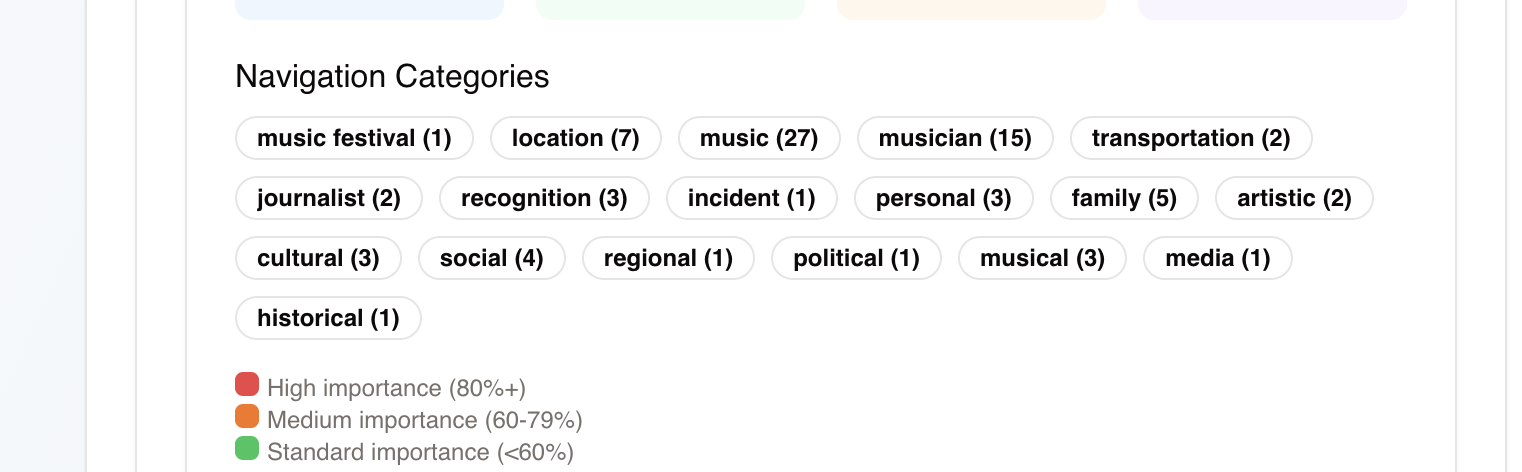 Navigation Categories
music festival (1) location (7) music (27) musician (15) transportation (2)
journalist (2) recognition (3) incident (1) personal (3) family (5) artistic (2)
cultural (3) social (4) regional (1) political (1) musical (3) media (1)
historical (1)
High importance (80%+)
Medium importance (60-79%)
Standard importance (<60%)